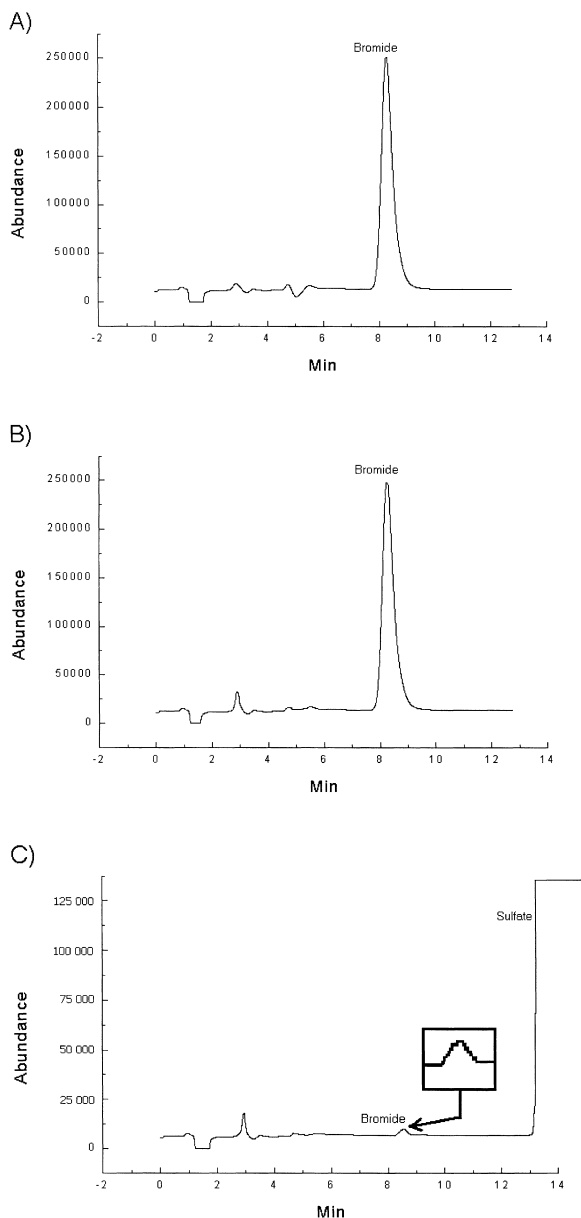 A)
Bromide
250000
200000
150000
100000
50000
0
Abundance
-2 0 2 4 6 8 10 12 14
Min
B)
Bromide
250000
200000
150000
100000
50000
0
Abundance
-2 0 2 4 6 8 10 12 14
Min
C)
125 000
Sulfate
100 000
75 000
50 000
25 000
Bromide
0
Abundance
-2 0 2 4 6 8 10 12 14
Min